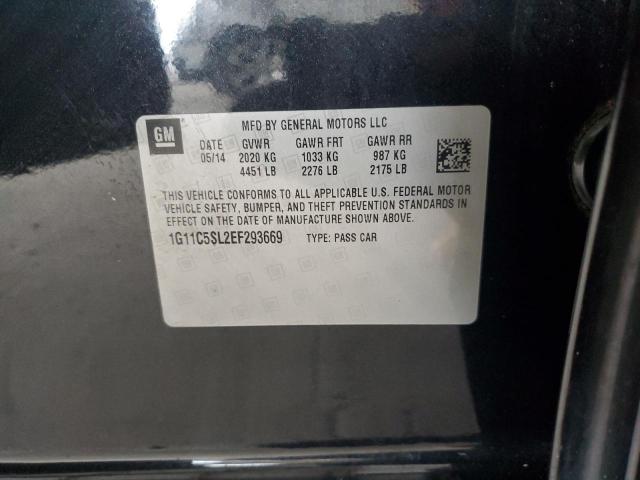 GM
MFD BY GENERAL MOTORS LLC
DATE GVWR GAWR FRT GAWR RR
05/14 2020 KG 1033 KG 987 KG
4451 LB 2276 LB 2175 LB
THIS VEHICLE CONFORMS TO ALL APPLICABLE U.S. FEDERAL MOTOR
VEHICLE SAFETY, BUMPER, AND THEFT PREVENTION STANDARDS IN
EFFECT ON THE DATE OF MANUFACTURE SHOWN ABOVE.
1G11C5SL2EF293669 TYPE: PASS CAR